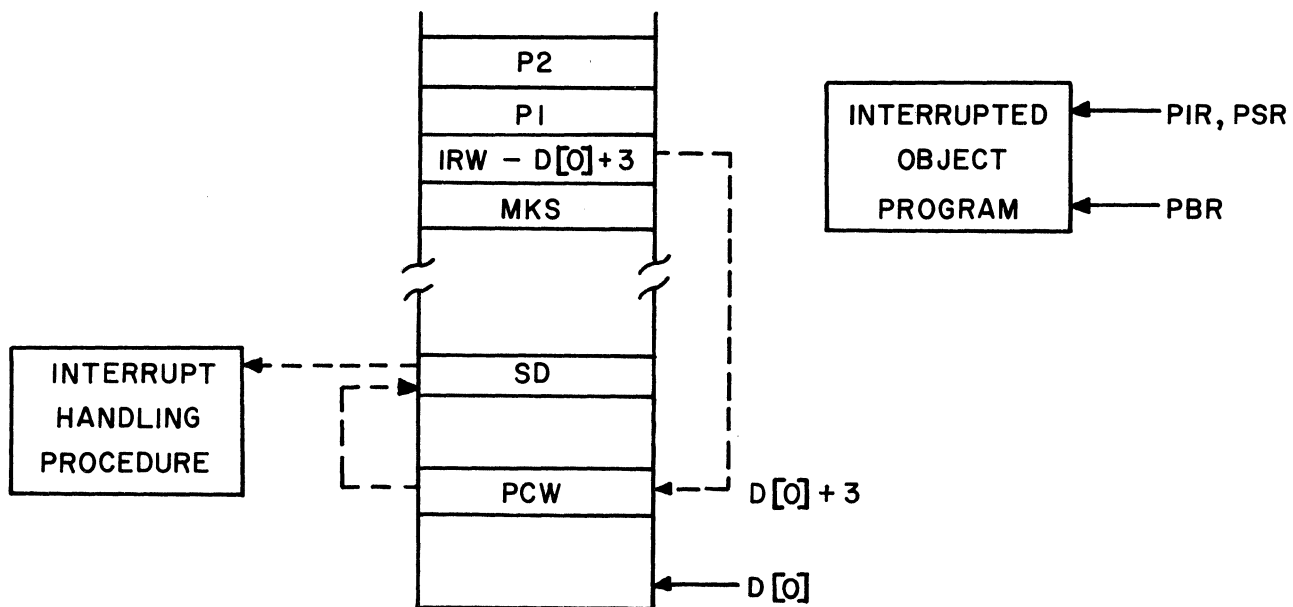 P2
P1
IRW - D[0]+3
MKS
INTERRUPTED
OBJECT
PROGRAM
PIR, PSR
PBR
SD
INTERRUPT
HANDLING
PROCEDURE
PCW
D[0]+3
D[0]